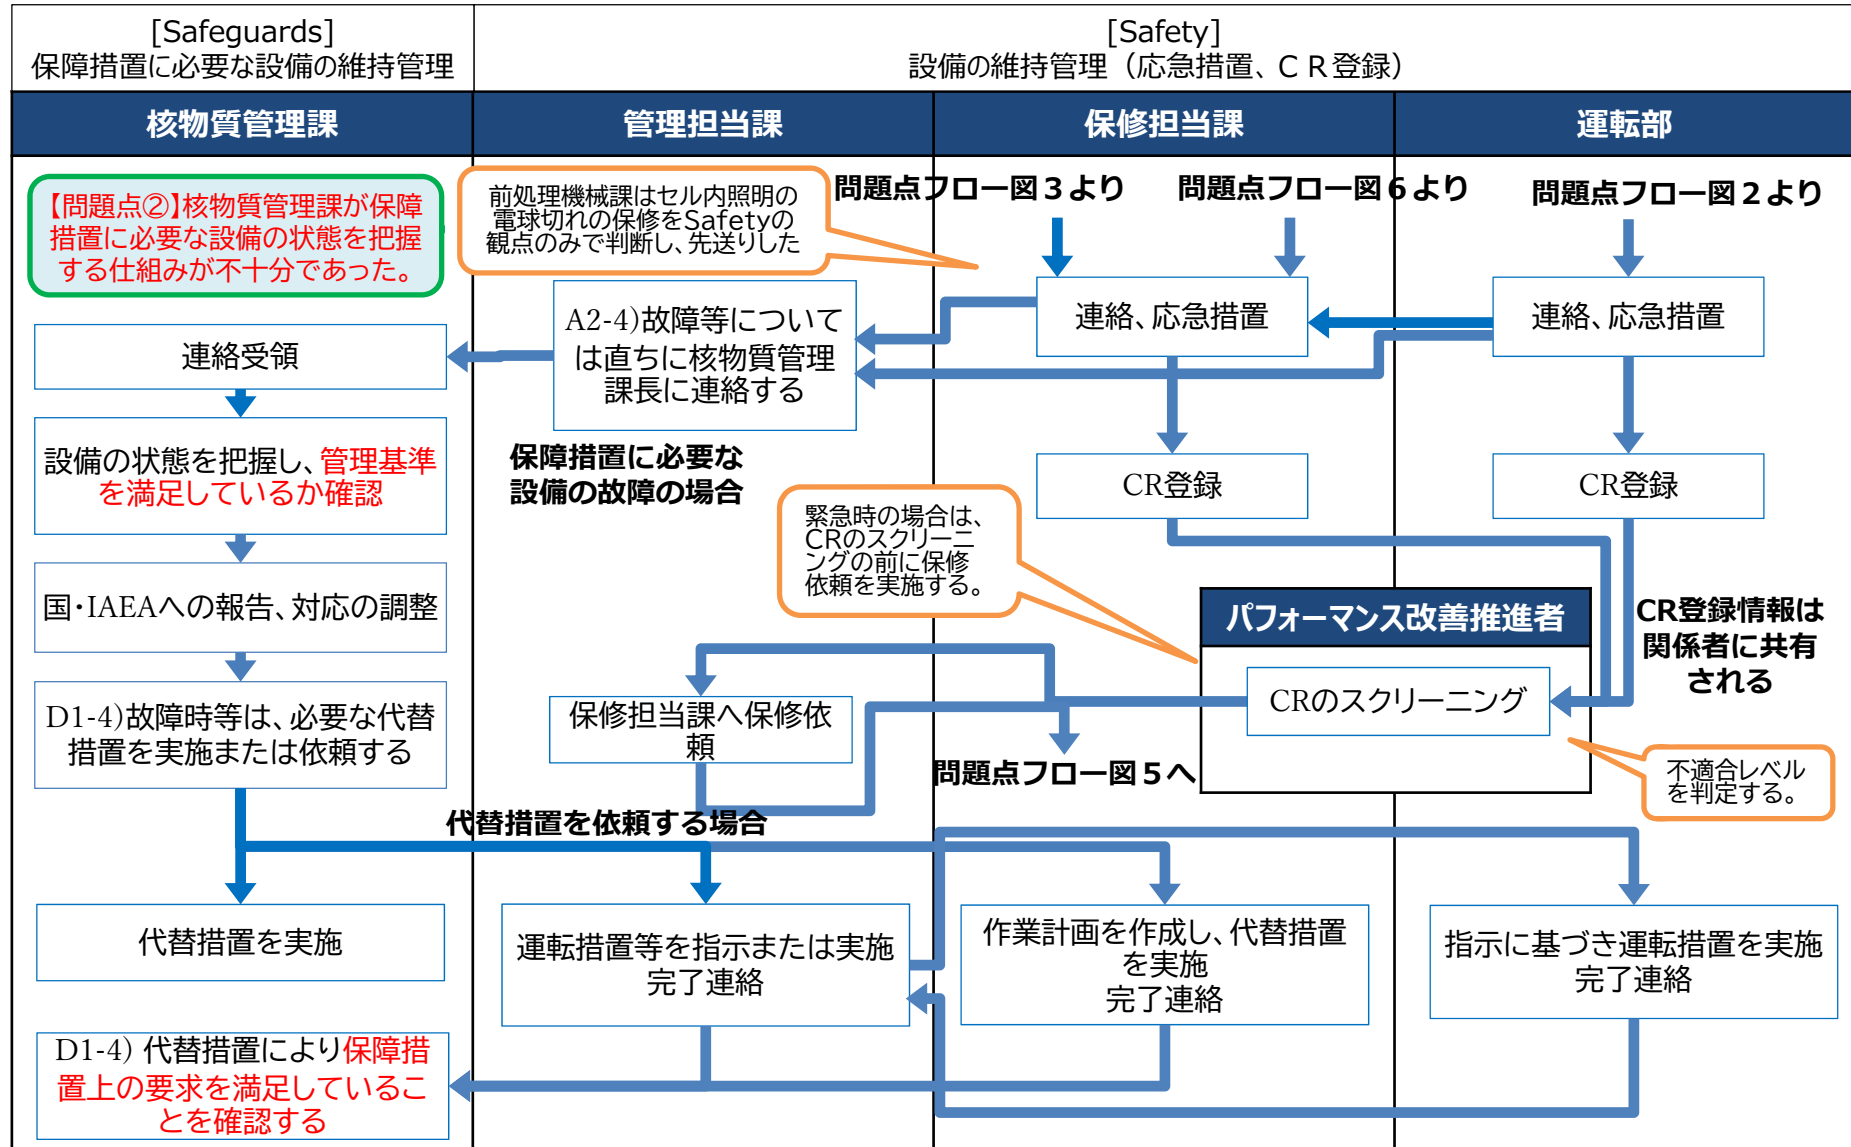 [Safeguards]
保障措置に必要な設備の維持管理
[Safety]
設備の維持管理（応急措置、ＣＲ登録）
核物質管理課
管理担当課
保修担当課
運転部
【問題点②】核物質管理課が保障
措置に必要な設備の状態を把握
する仕組みが不十分であった。
前処理機械課はセル内照明の
電球切れの保修をSafetyの
観点のみで判断し、先送りした
問題点フロー図３より
問題点フロー図６より
問題点フロー図２より
連絡受領
A2-4)故障等について
は直ちに核物質管理
課長に連絡する
連絡、応急措置
連絡、応急措置
設備の状態を把握し、管理基準
を満足しているか確認
保障措置に必要な
設備の故障の場合
CR登録
CR登録
緊急時の場合は、
CRのスクリーニ
ングの前に保修
依頼を実施する。
国・IAEAへの報告、対応の調整
パフォーマンス改善推進者
CR登録情報は
関係者に共有
される
D1-4)故障時等は、必要な代替
措置を実施または依頼する
保修担当課へ保修依
頼
CRのスクリーニング
問題点フロー図５へ
不適合レベル
を判定する。
代替措置を依頼する場合
代替措置を実施
運転措置等を指示または実施
完了連絡
作業計画を作成し、代替措置
を実施
完了連絡
指示に基づき運転措置を実施
完了連絡
D1-4) 代替措置により保障措
置上の要求を満足しているこ
とを確認する